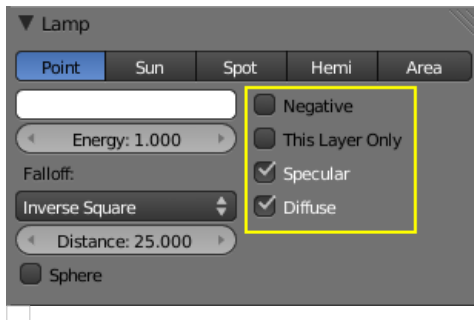 Lamp
Point Sun Spot Hemi Area
Negative
Energy: 1.000
This Layer Only
Falloff:
Specular
Inverse Square
Diffuse
Distance: 25.000
Sphere